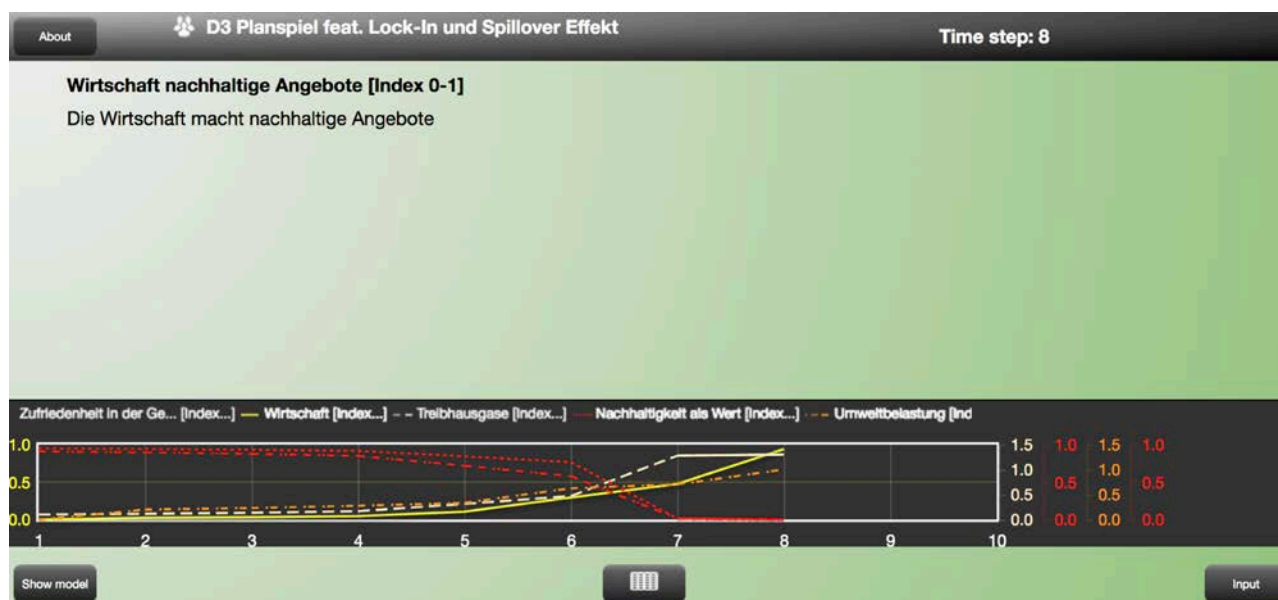 About
D3 Planspiel feat. Lock-In und Spillover Effekt
Time step: 8
Wirtschaft nachhaltige Angebote [Index 0-1]
Die Wirtschaft macht nachhaltige Angebote
Zufriedenheit in der Ge... [Index...] Wirtschaft [Index...] Treibhausgase [Index...] Nachhaltigkeit als Wert [Index...] Umweltbelastung [Ind
1.0 1.5 1.0 1.5 1.0
1.0 1.0
0.5 0.5 0.5
0.5 0.5
0.0 0.0 0.0 0.0 0.0
1 2 3 4 5 6 7 8 9 10
Show model
Input